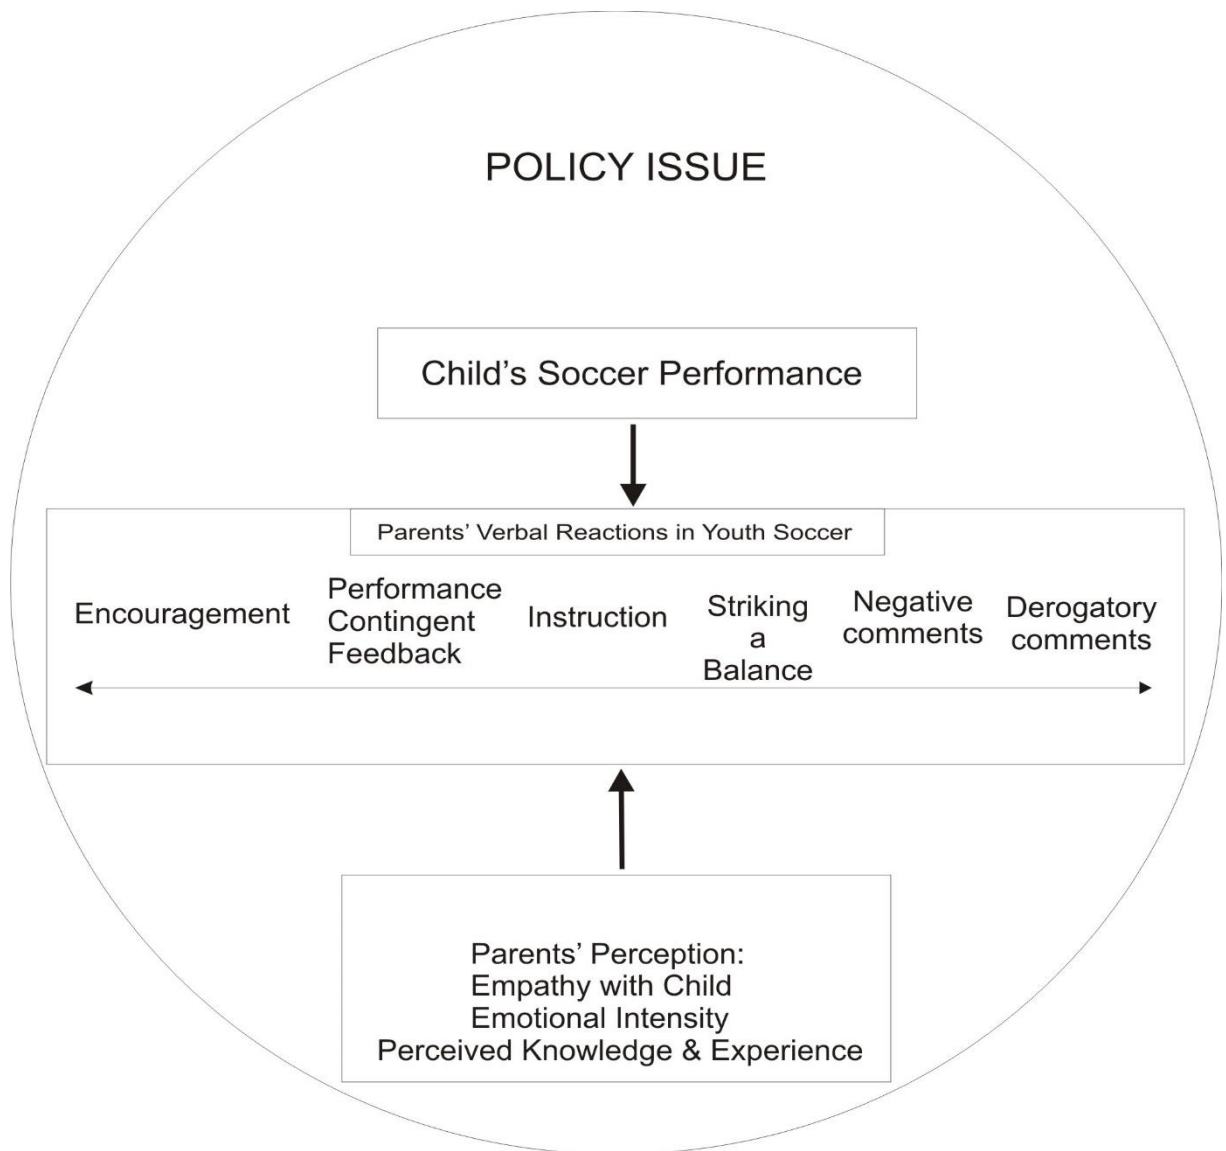 POLICY ISSUE
Child’s Soccer Performance
Parents’ Verbal Reactions in Youth Soccer
Encouragement
Performance
Contingent
Feedback
Instruction
Striking
a
Balance
Negative
comments
Derogatory
comments
Parents’ Perception:
Empathy with Child
Emotional Intensity
Perceived Knowledge & Experience